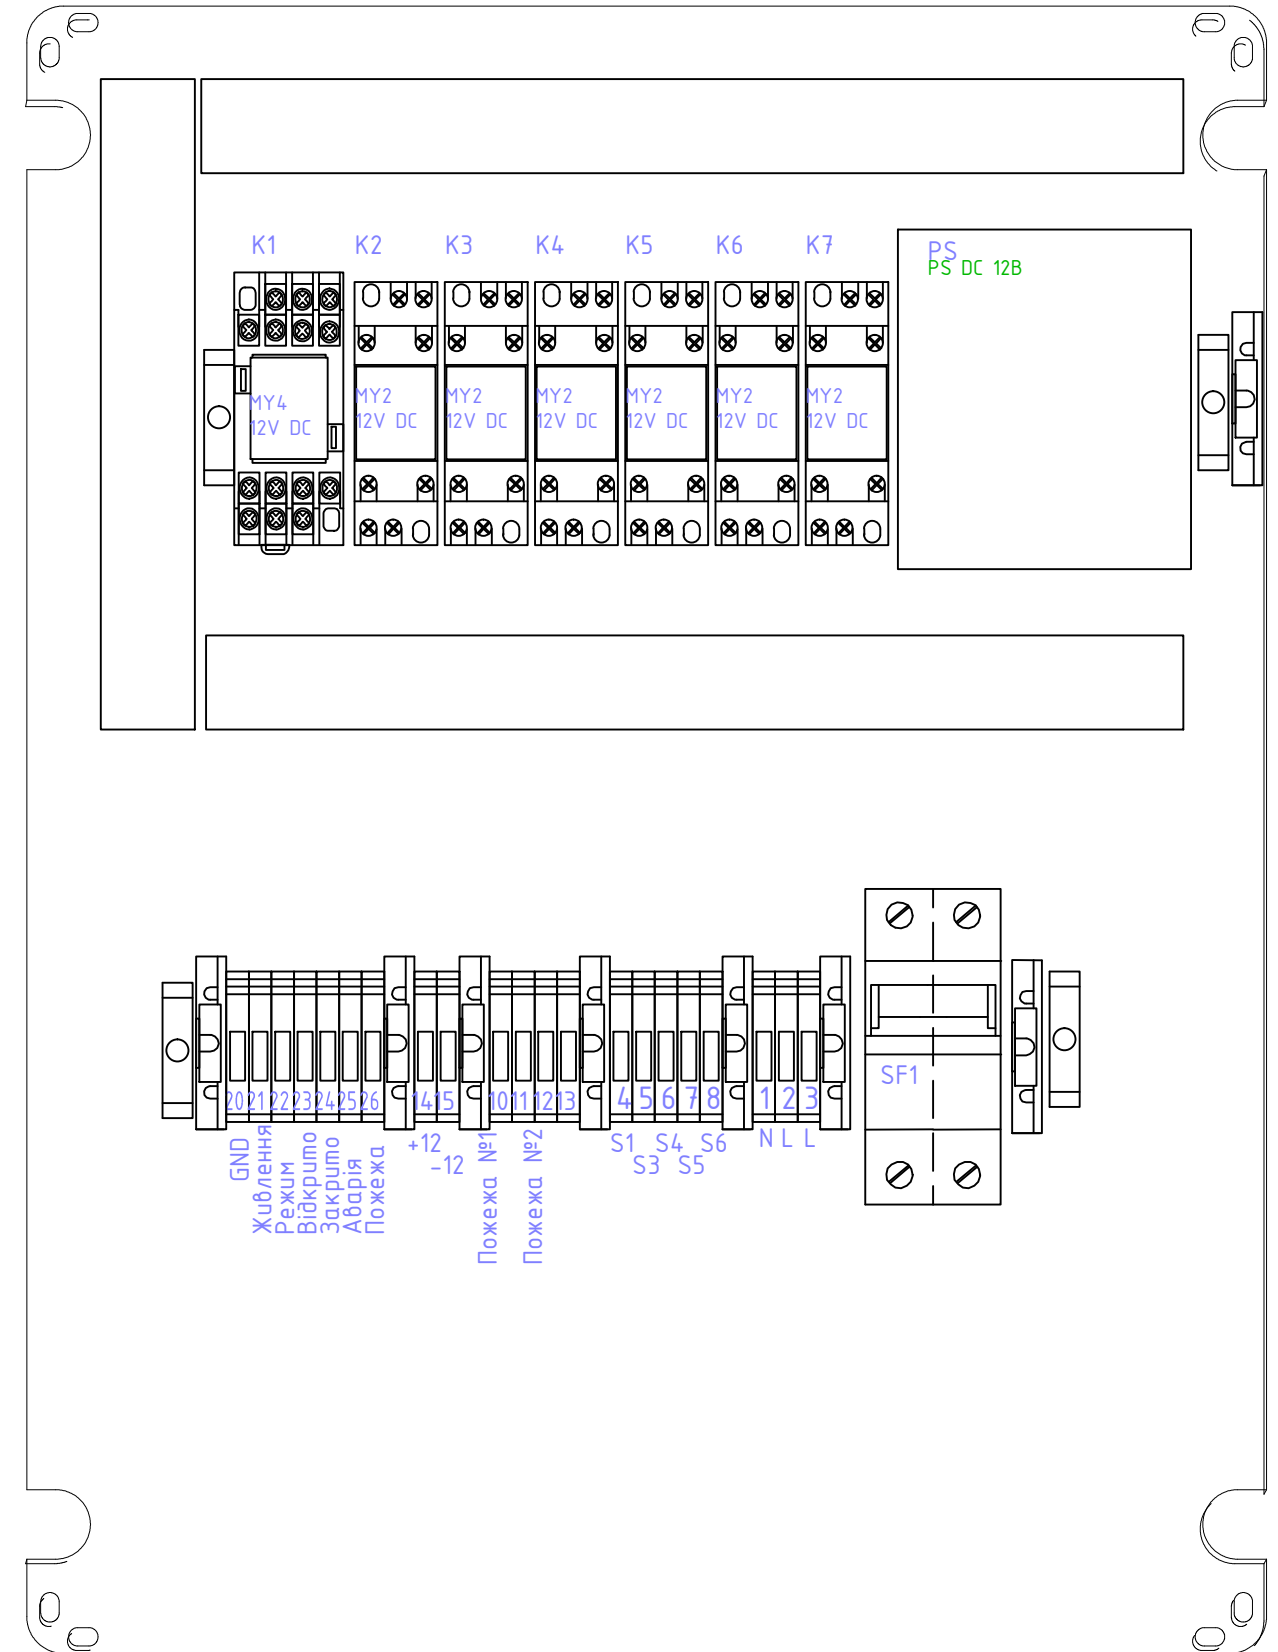 K1 K2 K3 K4 K5 K6 K7 PS
PS DC 12В
MY4
12V DC
MY2
12V DC
MY2
12V DC
MY2
12V DC
MY2
12V DC
MY2
12V DC
MY2
12V DC
SF1
20 21 22 23 24 25 26 14 15 10 11 12 13 4 5 6 7 8 1 2 3
GND
Живлення
Режим
Відкрито
Закрито
Аварія
Пожежа
+12
-12
Пожежа №1
Пожежа №2
S1 S4 S6
S3 S5
N L L